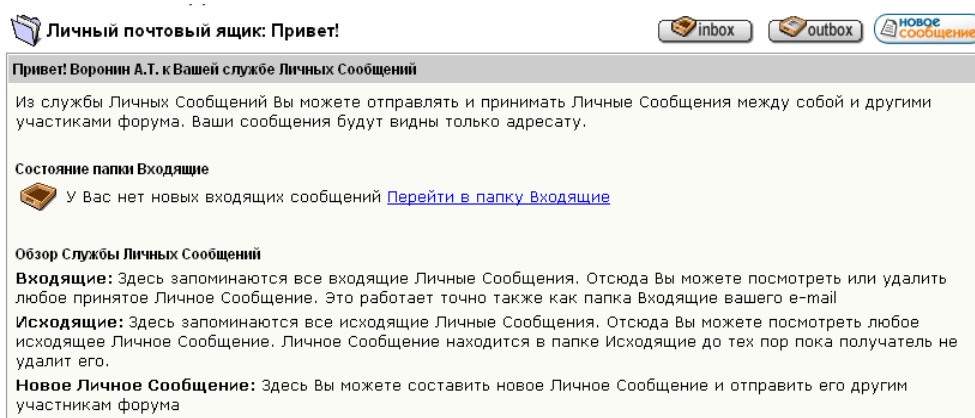 Личный почтовый ящик: Привет!
inbox
outbox
новое
сообщение
Привет! Воронин А.Т. к Вашей службе Личных Сообщений
Из службы Личных Сообщений Вы можете отправлять и принимать Личные Сообщения между собой и другими
участиками форума. Ваши сообщения будут видны только адресату.
Состояние папки Входящие
У Вас нет новых входящих сообщений Перейти в папку Входящие
Обзор Службы Личных Сообщений
Входящие: Здесь запоминаются все входящие Личные Сообщения. Отсюда Вы можете посмотреть или удалить
любое принятое Личное Сообщение. Это работает точно также как папка Входящие вашего e-mail
Исходящие: Здесь запоминаются все исходящие Личные Сообщения. Отсюда Вы можете посмотреть любое
исходящее Личное Сообщение. Личное Сообщение находится в папке Исходящие до тех пор пока получатель не
удалит его.
Новое Личное Сообщение: Здесь Вы можете составить новое Личное Сообщение и отправить его другим
участникам форума